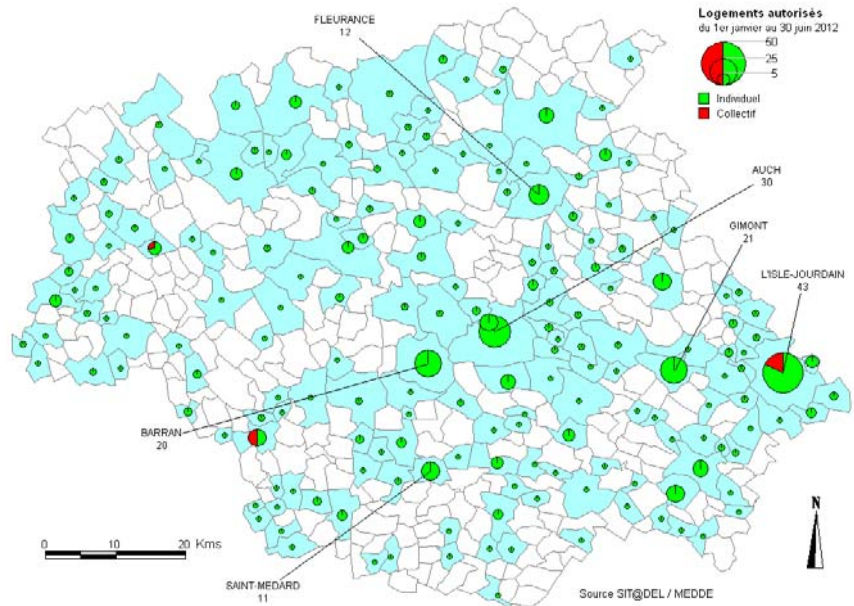 FLEURANCE
12
Logements autorisés
du 1er janvier au 30 juin 2012
50
25
5
Individuel
Collectif
AUCH
30
GIMONT
21
L'ISLE-JOURDAIN
43
BARRAN
20
N
0 10 20 Kms
SAINT-MEDARD
11
Source SIT@DEL / MEDDE